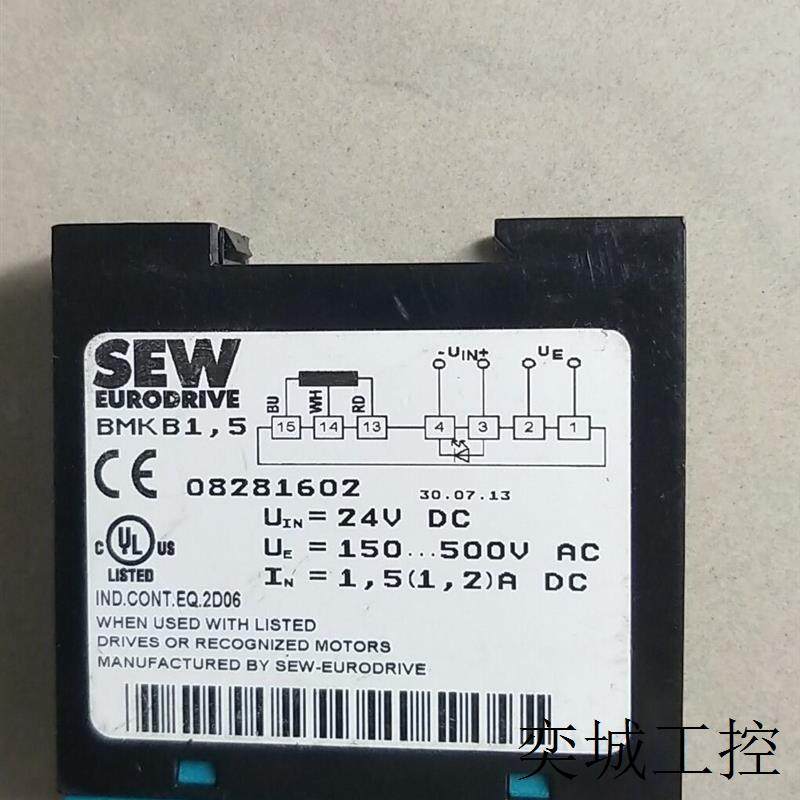 SEW
EURODRIVE
BMKB1,5
BU
WH
RD
15
14
13
-UIN+
4
3
UE
2
1
CE
08281602
30.07.13
UIN = 24V DC
UE = 150...500V AC
IN = 1,5(1,2)A DC
C UL US
LISTED
IND.CONT.EQ.2D06
WHEN USED WITH LISTED
DRIVES OR RECOGNIZED MOTORS
MANUFACTURED BY SEW-EURODRIVE
奕城工控